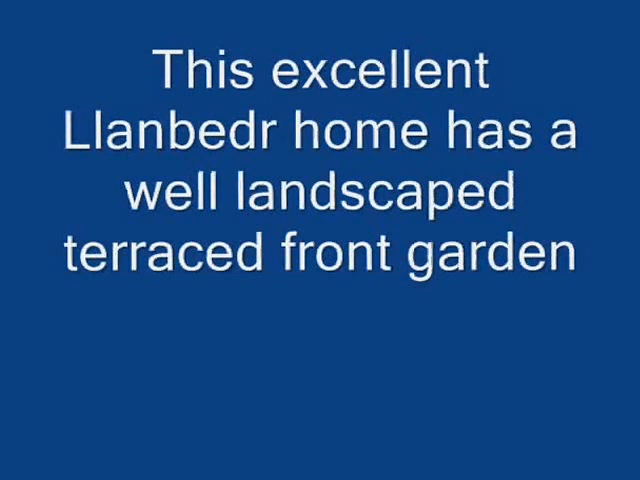 This excellent
Llanbedr home has a
well landscaped
terraced front garden